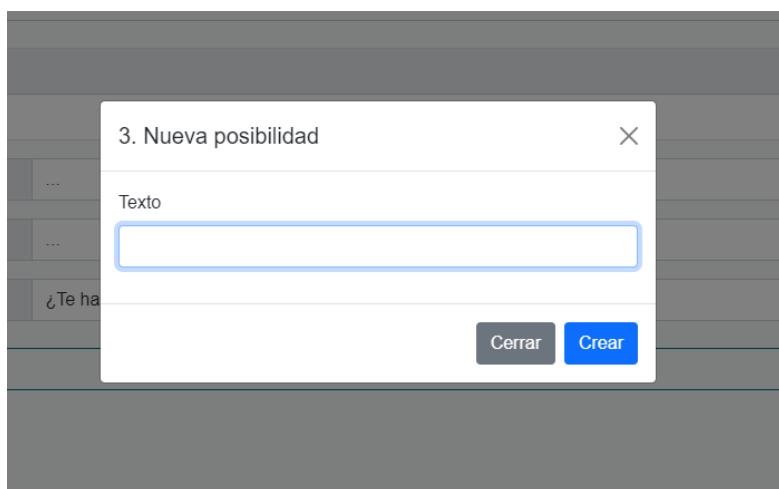 3. Nueva posibilidad
...
Texto
...
¿Te ha
Cerrar
Crear